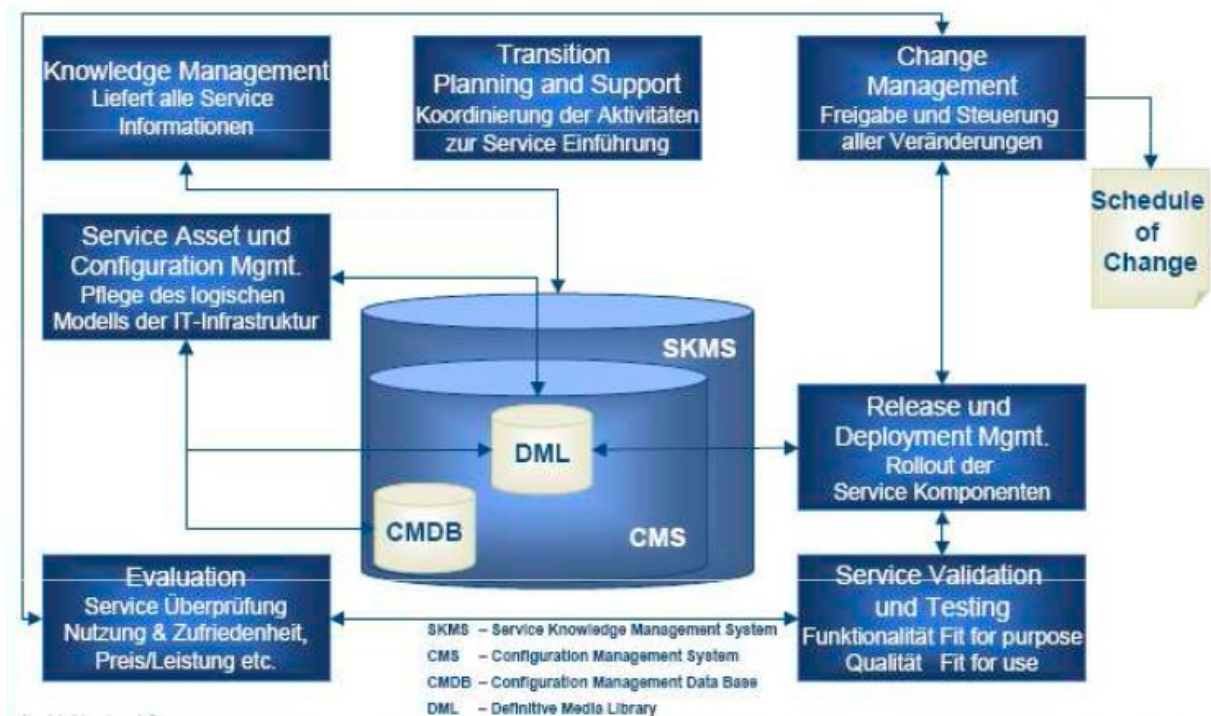 Knowledge Management
Liefert alle Service
Informationen
Transition
Planning and Support
Koordinierung der Aktivitäten
zur Service Einführung
Change
Management
Freigabe und Steuerung
aller Veränderungen
Schedule
of
Change
Service Asset und
Configuration Mgmt.
Pflege des logischen
Modells der IT-Infrastruktur
SKMS
DML
CMDB
CMS
Release und
Deployment Mgmt.
Rollout der
Service Komponenten
Evaluation
Service Überprüfung
Nutzung & Zufriedenheit,
Preis/Leistung etc.
Service Validation
und Testing
Funktionalität Fit for purpose
Qualität Fit for use
SKMS – Service Knowledge Management System
CMS – Configuration Management System
CMDB – Configuration Management Data Base
DML – Definitive Media Library